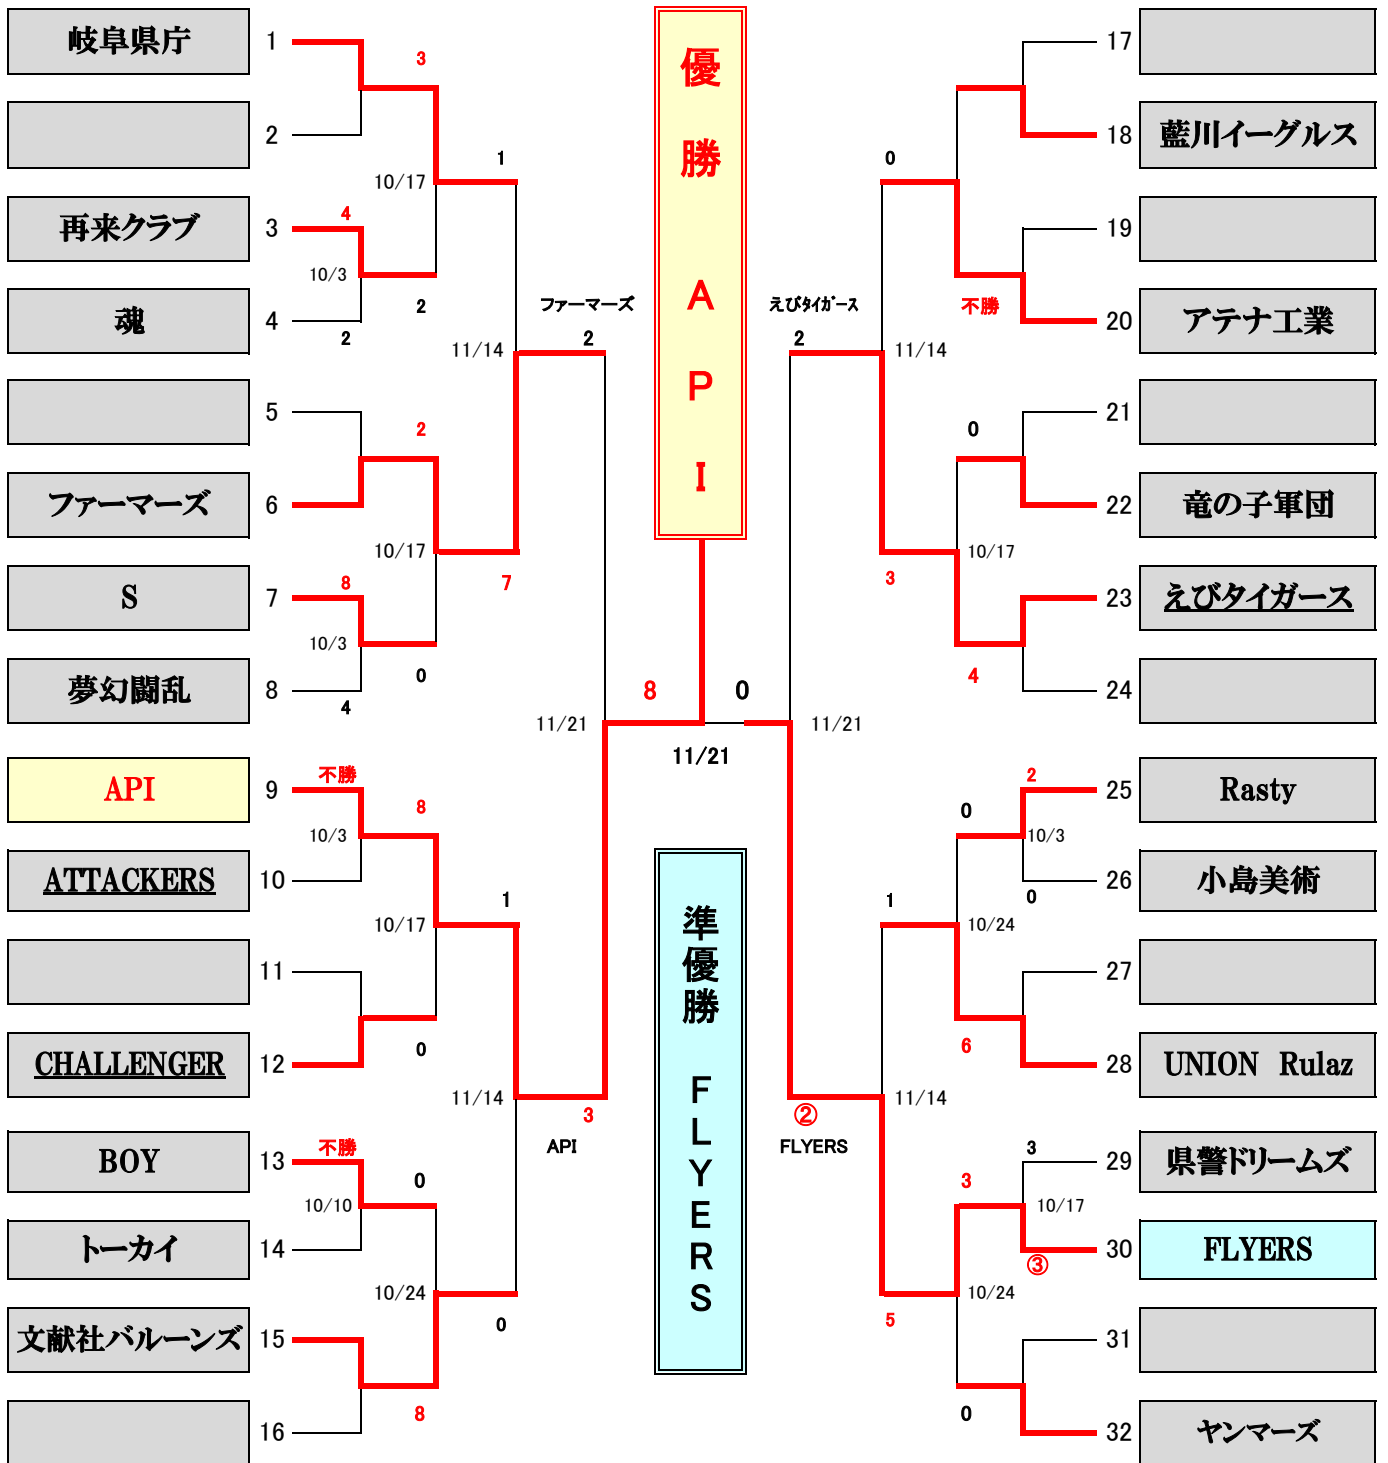 岐阜県庁
1
3
2
10/17
1
再来クラブ
3
4
10/3
魂
4
2
2
5
ファーマーズ
6
2
10/17
7
S
7
8
10/3
夢幻闘乱
8
4
0
11/14
ファーマーズ
2
API
9
不勝
10/3
8
ATTACKERS
10
10/17
1
11
CHALLENGER
12
0
11/14
3
API
BOY
13
不勝
10/10
0
トーカイ
14
10/24
0
文献社バルーンズ
15
8
16
11/21
優勝 API
8
0
11/21
準優勝 FLYERS
17
18
藍川イーグルス
0
19
不勝
20
アテナ工業
えびタイガース
2
11/14
21
0
22
竜の子軍団
10/17
3
23
えびタイガース
4
24
11/21
2
25
Rasty
0
10/3
26
小島美術
0
1
10/24
27
6
28
UNION Rulaz
②
FLYERS
11/14
3
29
県警ドリームズ
3
10/17
30
FLYERS
③
10/24
5
31
0
32
ヤンマーズ